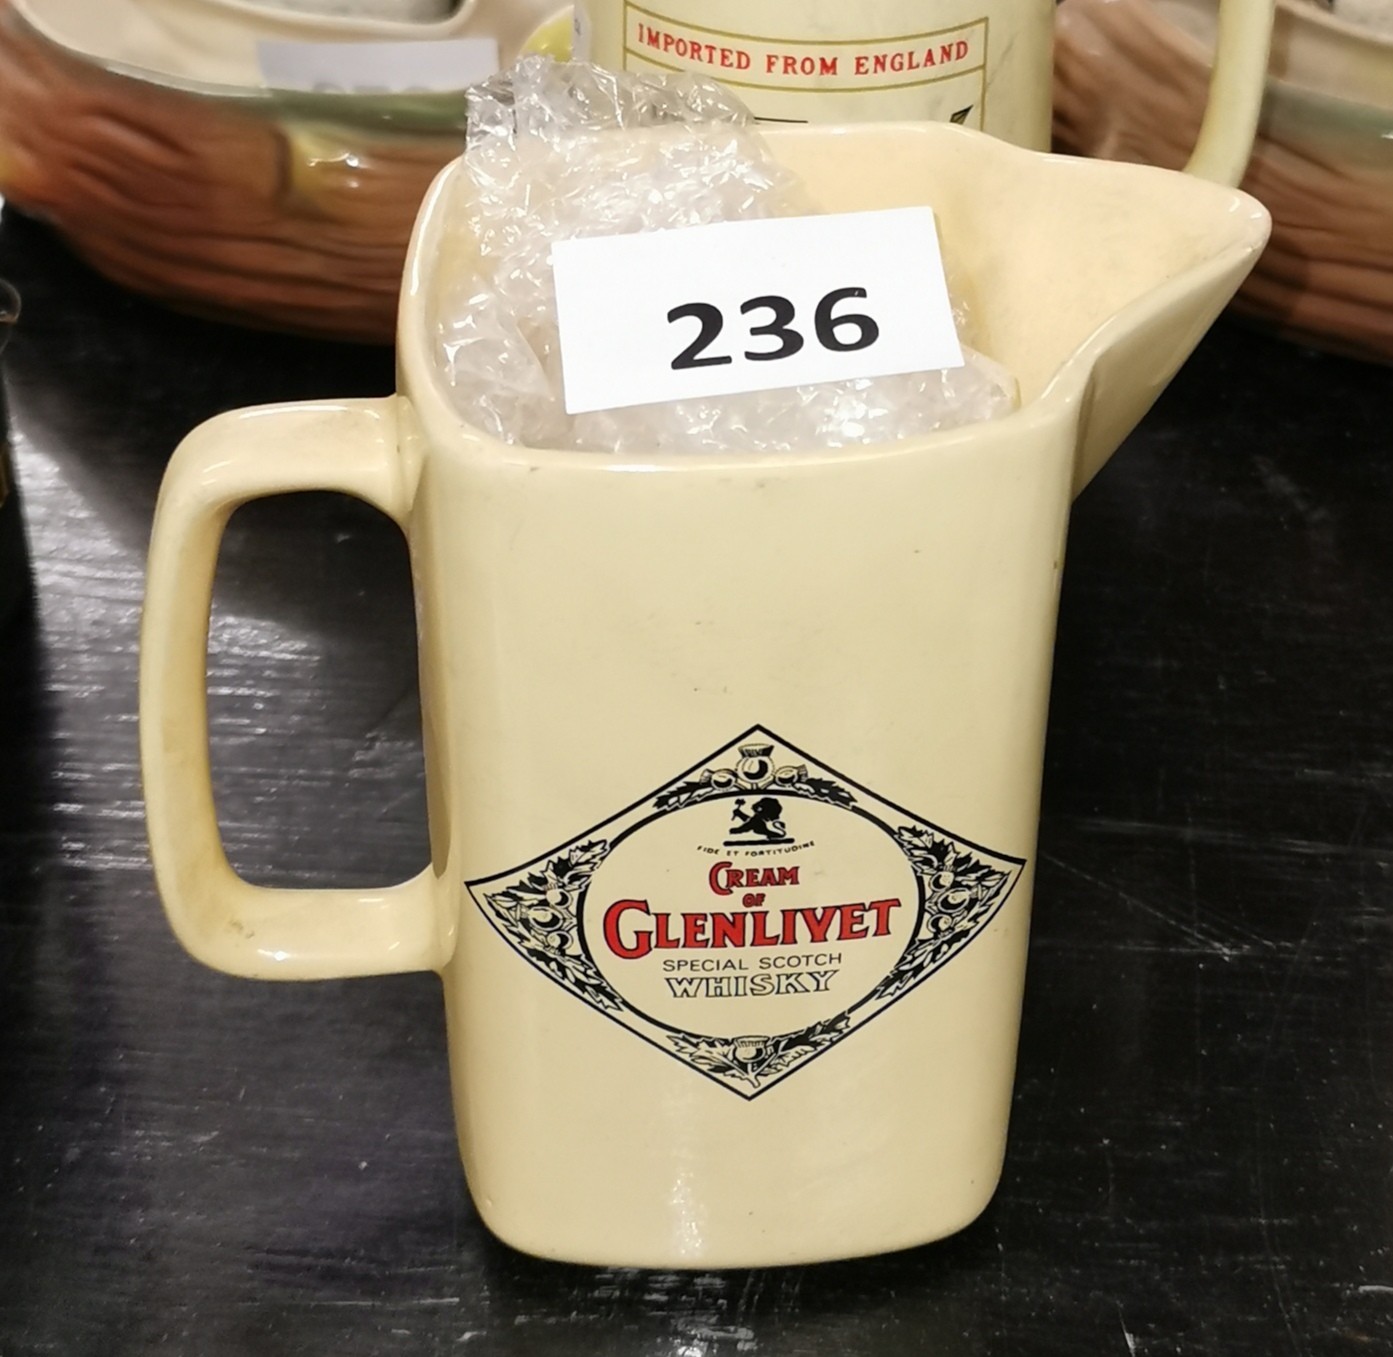 IMPORTED FROM ENGLAND
236
FIDE ET FORTITUDINE
CREAM
OF
GLENLIVET
SPECIAL SCOTCH
WHISKY